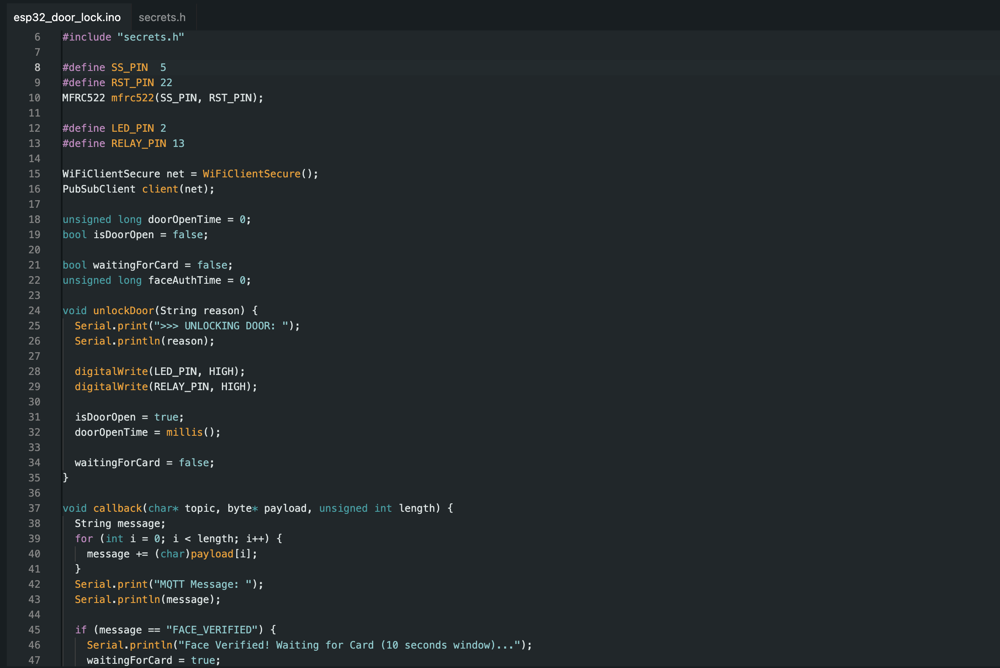 esp32_door_lock.ino secrets.h
6 #include "secrets.h"
7
8 #define SS_PIN  5
9 #define RST_PIN 22
10 MFRC522 mfrc522(SS_PIN, RST_PIN);
11
12 #define LED_PIN 2
13 #define RELAY_PIN 13
14
15 WiFiClientSecure net = WiFiClientSecure();
16 PubSubClient client(net);
17
18 unsigned long doorOpenTime = 0;
19 bool isDoorOpen = false;
20
21 bool waitingForCard = false;
22 unsigned long faceAuthTime = 0;
23
24 void unlockDoor(String reason) {
25   Serial.print(">>> UNLOCKING DOOR: ");
26   Serial.println(reason);
27
28   digitalWrite(LED_PIN, HIGH);
29   digitalWrite(RELAY_PIN, HIGH);
30
31   isDoorOpen = true;
32   doorOpenTime = millis();
33
34   waitingForCard = false;
35 }
36
37 void callback(char* topic, byte* payload, unsigned int length) {
38   String message;
39   for (int i = 0; i < length; i++) {
40     message += (char)payload[i];
41   }
42   Serial.print("MQTT Message: ");
43   Serial.println(message);
44
45   if (message == "FACE_VERIFIED") {
46     Serial.println("Face Verified! Waiting for Card (10 seconds window)...");
47     waitingForCard = true;